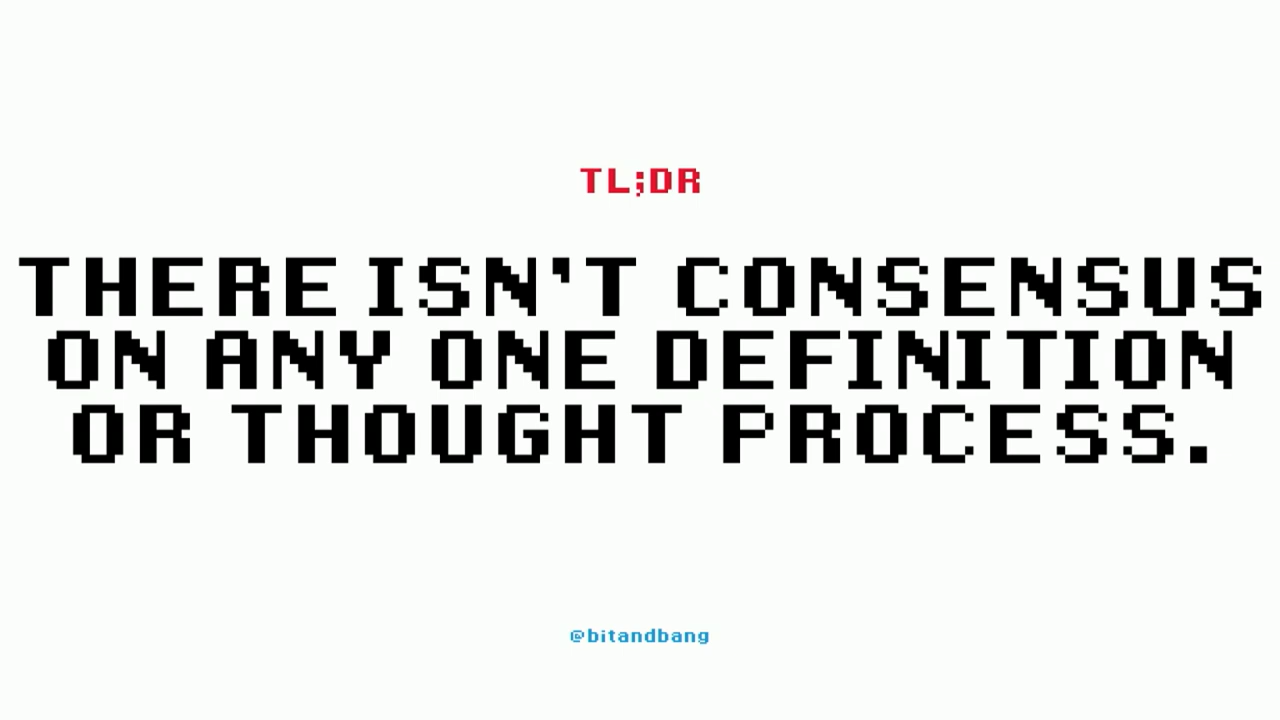 TL;DR
THERE ISN'T CONSENSUS
ON ANY ONE DEFINITION
OR THOUGHT PROCESS.
@bitandbang